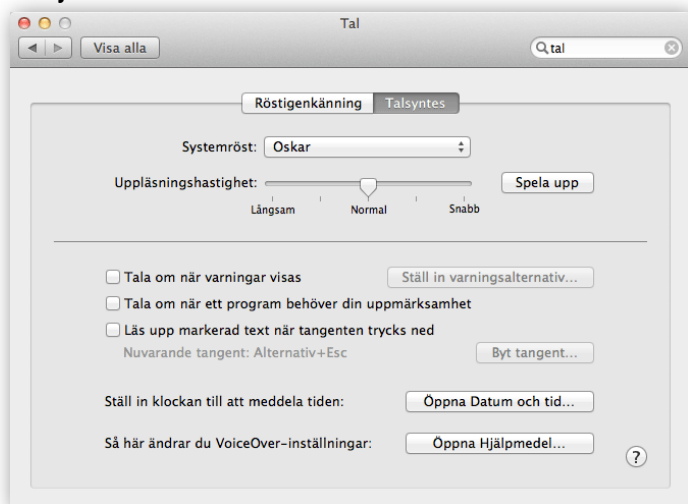 Tal
Visa alla
tal
Röstigenkänning Talsyntes
Systemröst: Oskar
Uppläsningshastighet: Spela upp
Långsam Normal Snabb
Tala om när varningar visas Ställ in varningsalternativ...
Tala om när ett program behöver din uppmärksamhet
Läs upp markerad text när tangenten trycks ned
Nuvarande tangent: Alternativ+Esc Byt tangent...
Ställ in klockan till att meddela tiden: Öppna Datum och tid...
Så här ändrar du VoiceOver-inställningar: Öppna Hjälpmedel...
?